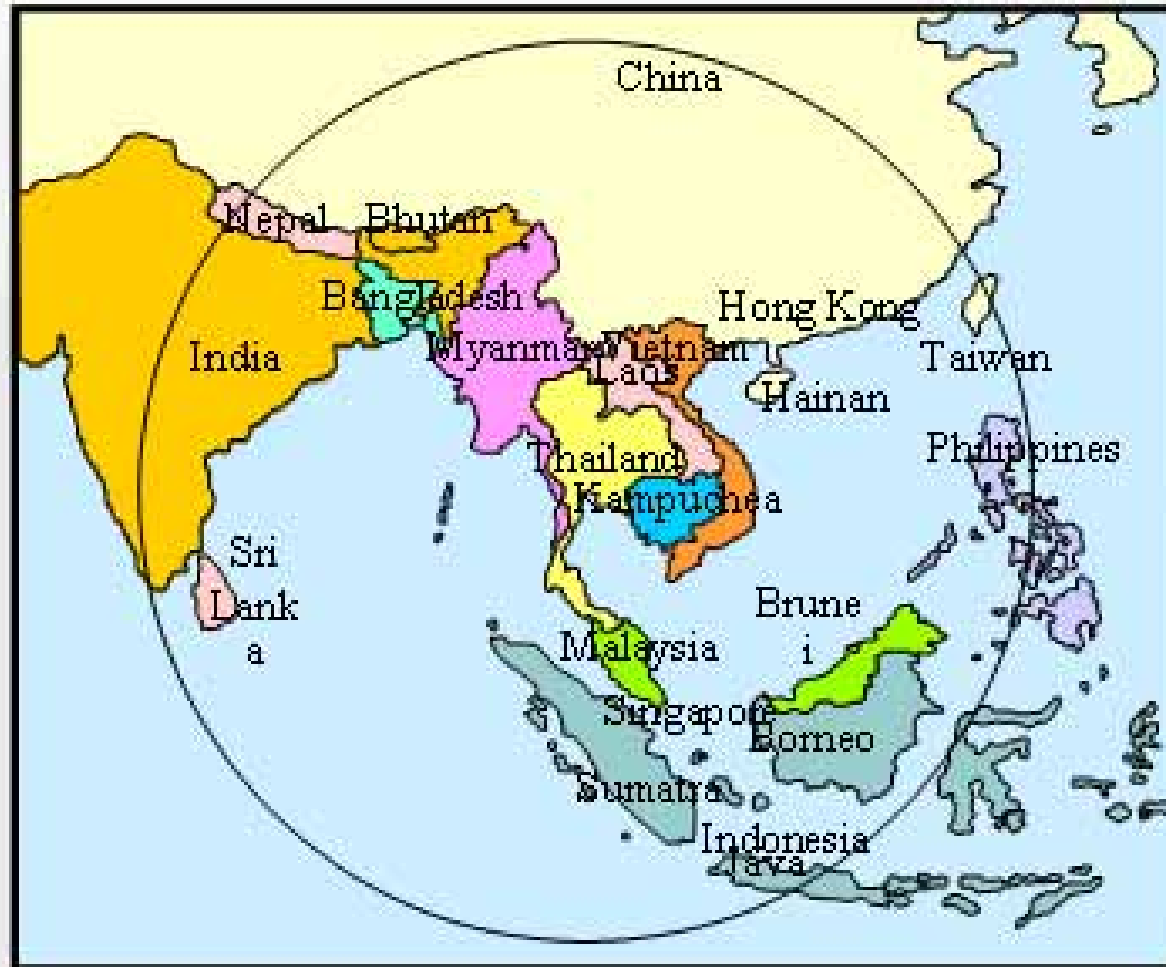 China
Nepal
Bhutan
Bangladesh
Hong Kong
India
Myanmar
Vietnam
Laos
Taiwan
Hainan
Thailand
Philippines
Kampuchea
Sri
Lank
a
Brune
i
Malaysia
Singapore
Borneo
Sumatra
Indonesia
Java